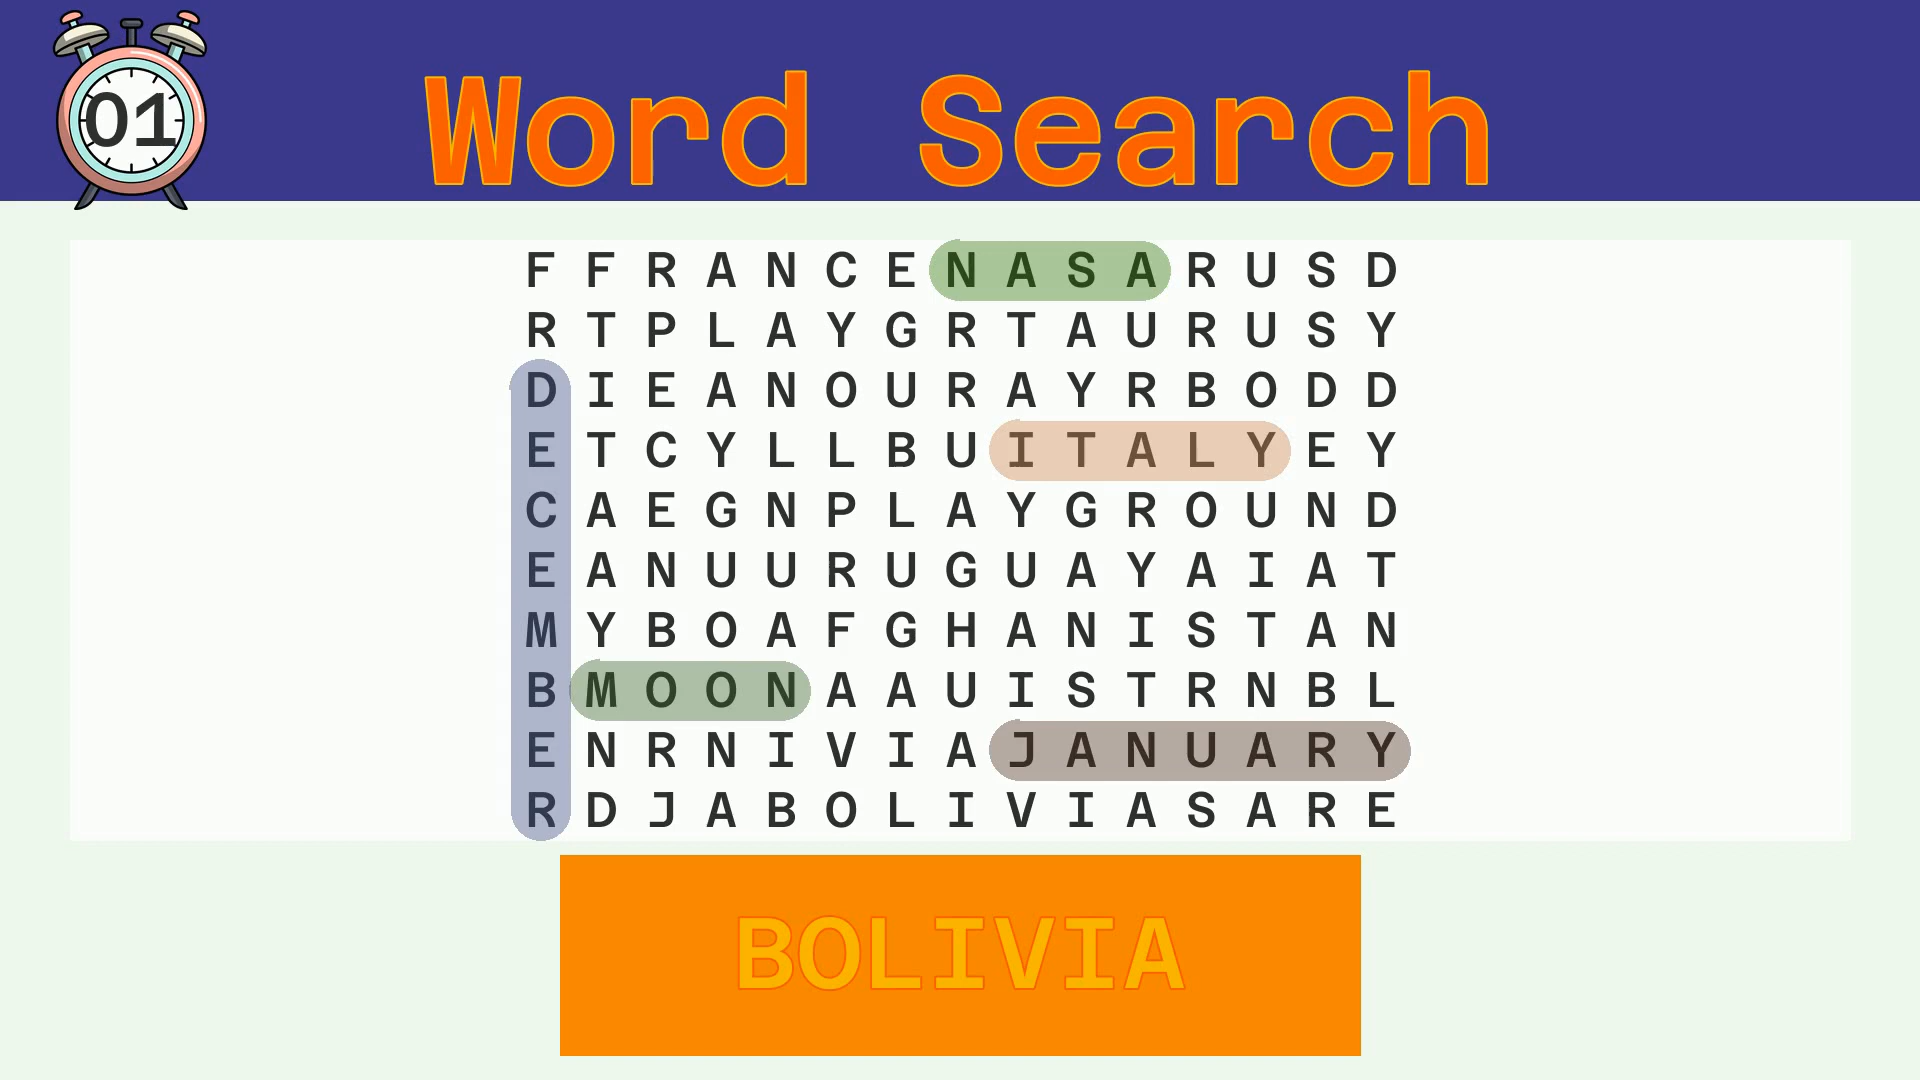 01
Word Search
F F R A N C E N A S A R U S D
R T P L A Y G R T A U R U S Y
D I E A N O U R A Y R B O D D
E T C Y L L B U I T A L Y E Y
C A E G N P L A Y G R O U N D
E A N U U R U G U A Y A I A T
M Y B O A F G H A N I S T A N
B M O O N A A U I S T R N B L
E N R N I V I A J A N U A R Y
R D J A B O L I V I A S A R E
BOLIVIA